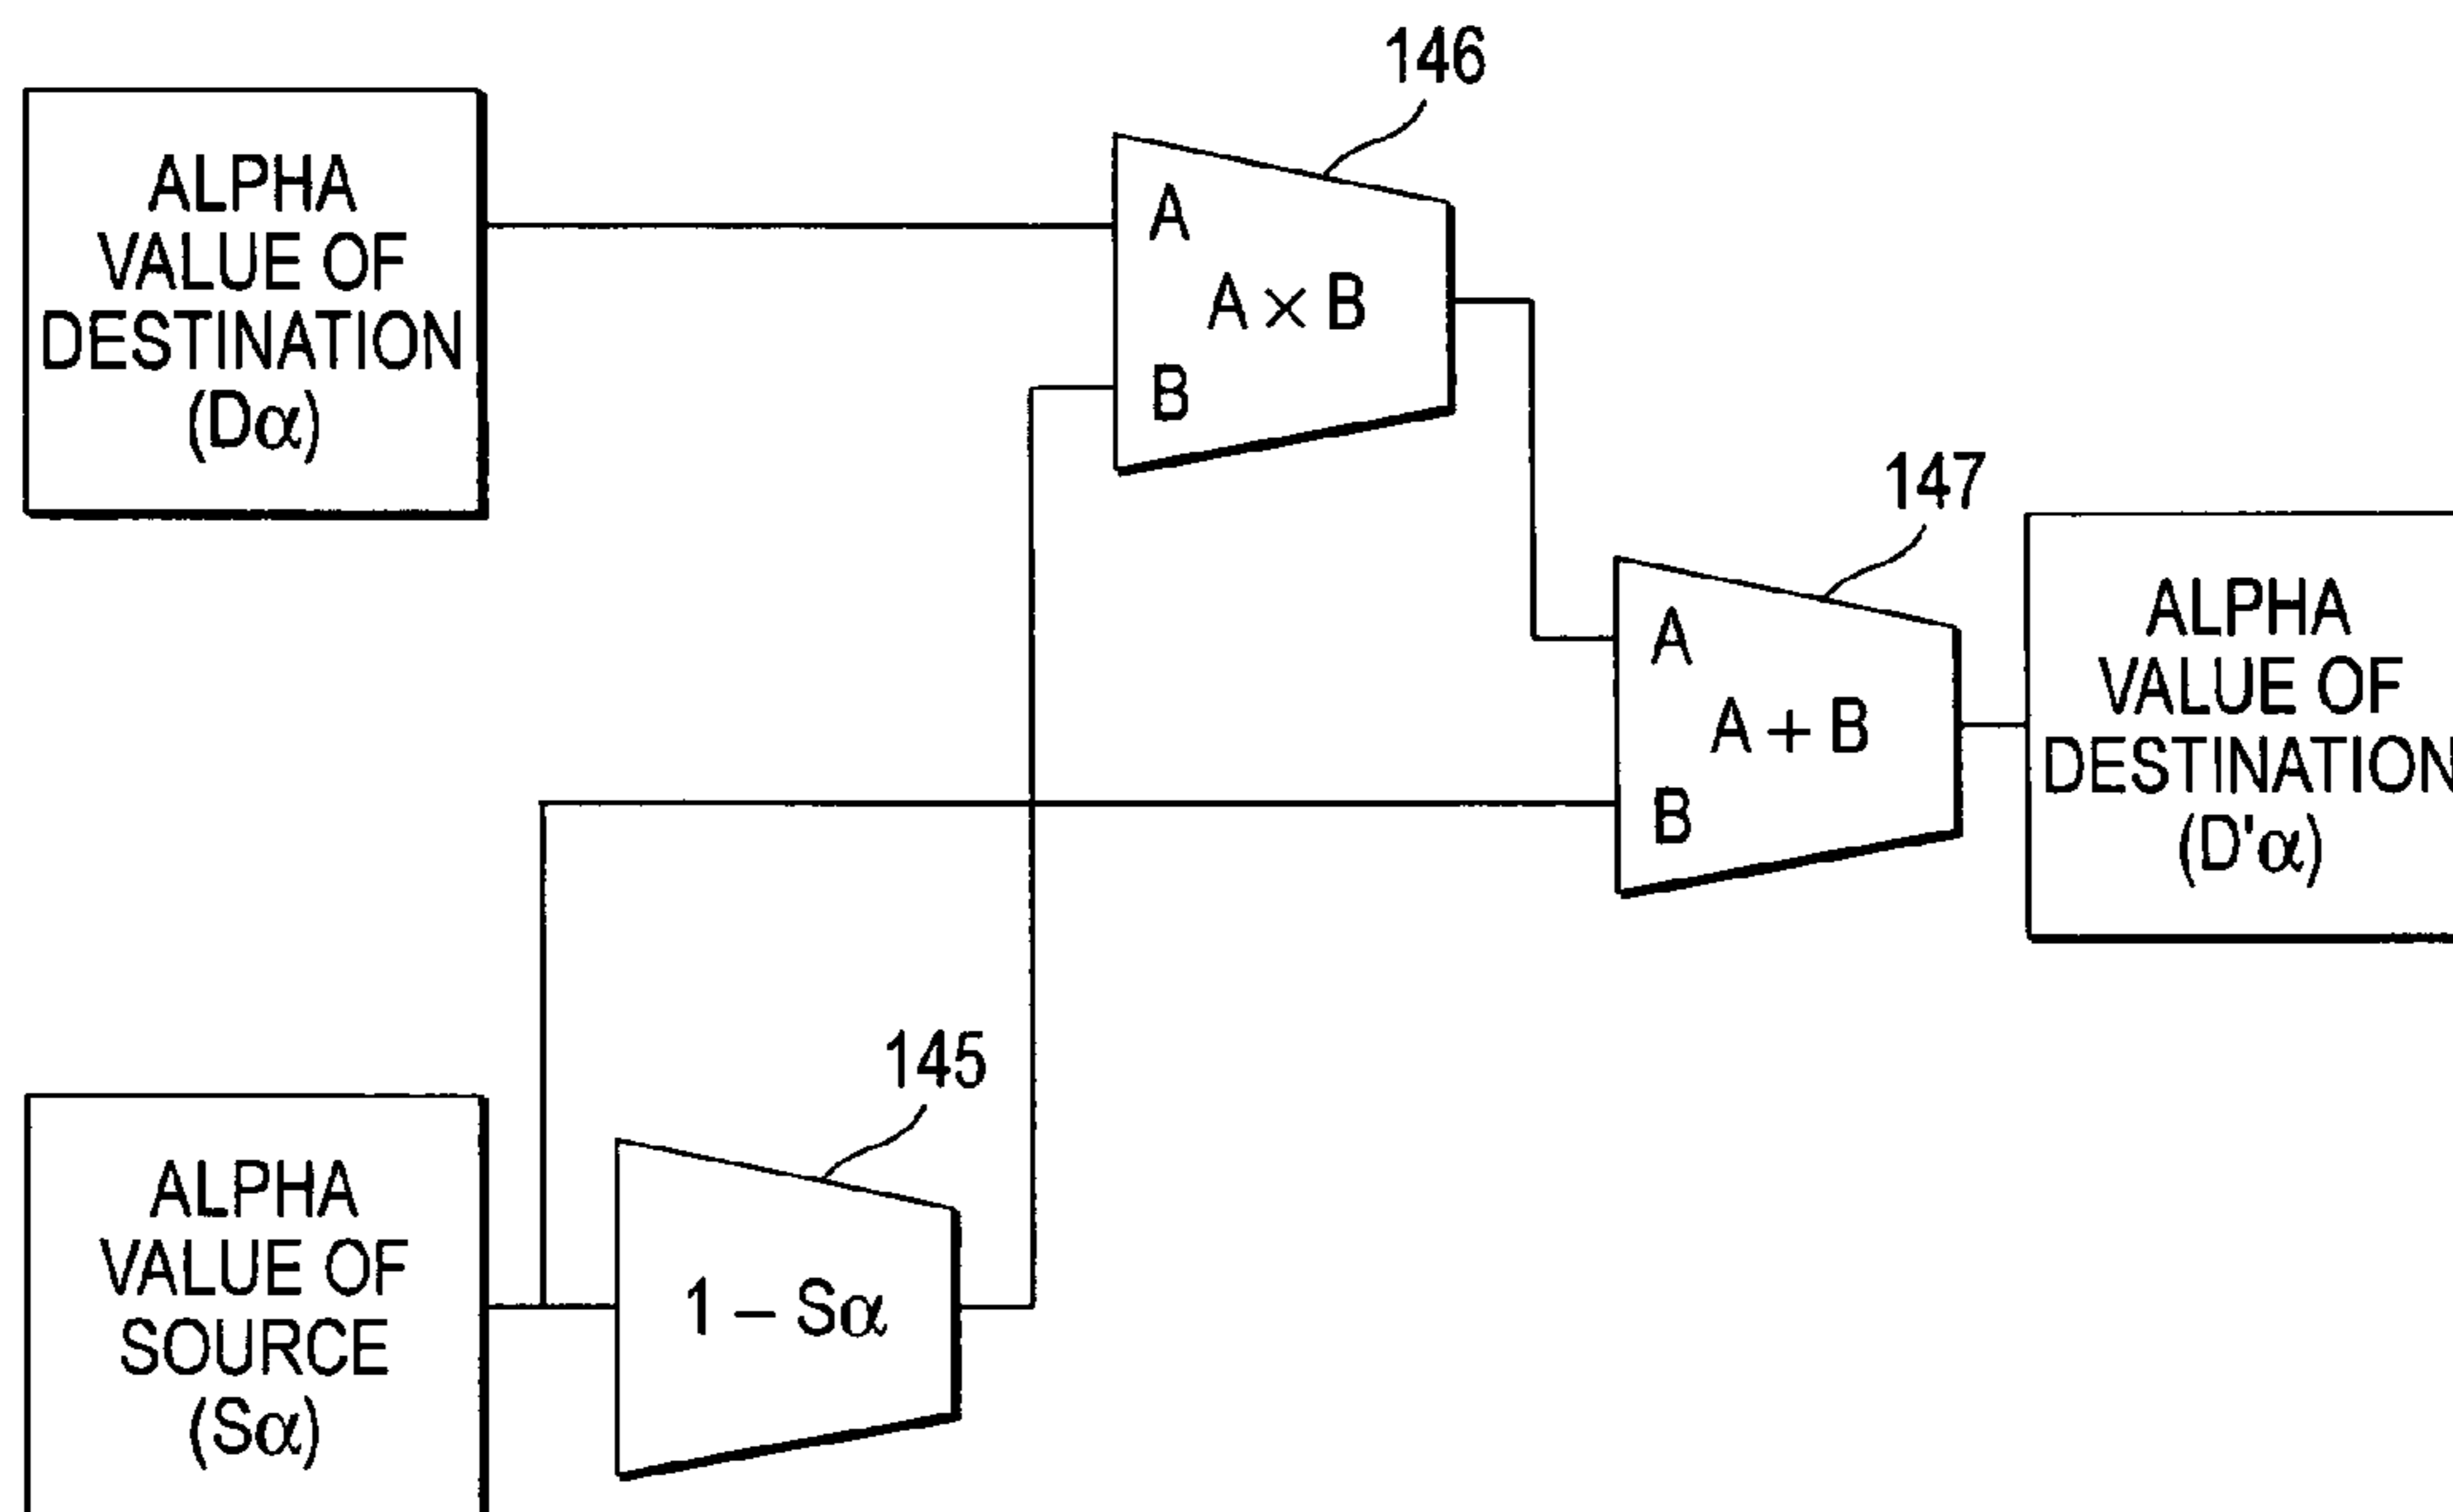 146
ALPHA
VALUE OF
DESTINATION
(Dα)
A
A × B
B
147
ALPHA
VALUE OF
DESTINATION
(D'α)
A
A + B
B
145
ALPHA
VALUE OF
SOURCE
(Sα)
1 – Sα